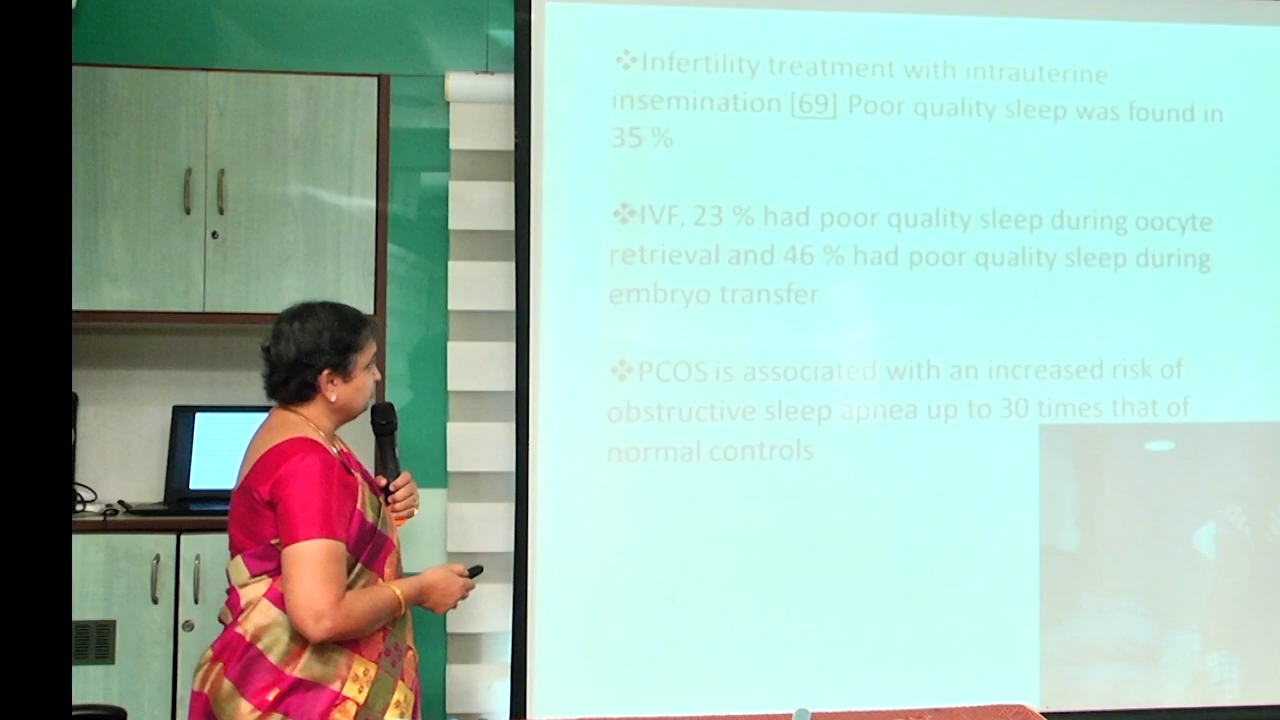 ❖Infertility treatment with intrauterine
insemination [69] Poor quality sleep was found in
35 %
❖IVF, 23 % had poor quality sleep during oocyte
retrieval and 46 % had poor quality sleep during
embryo transfer
❖PCOS is associated with an increased risk of
obstructive sleep apnea up to 30 times that of
normal controls